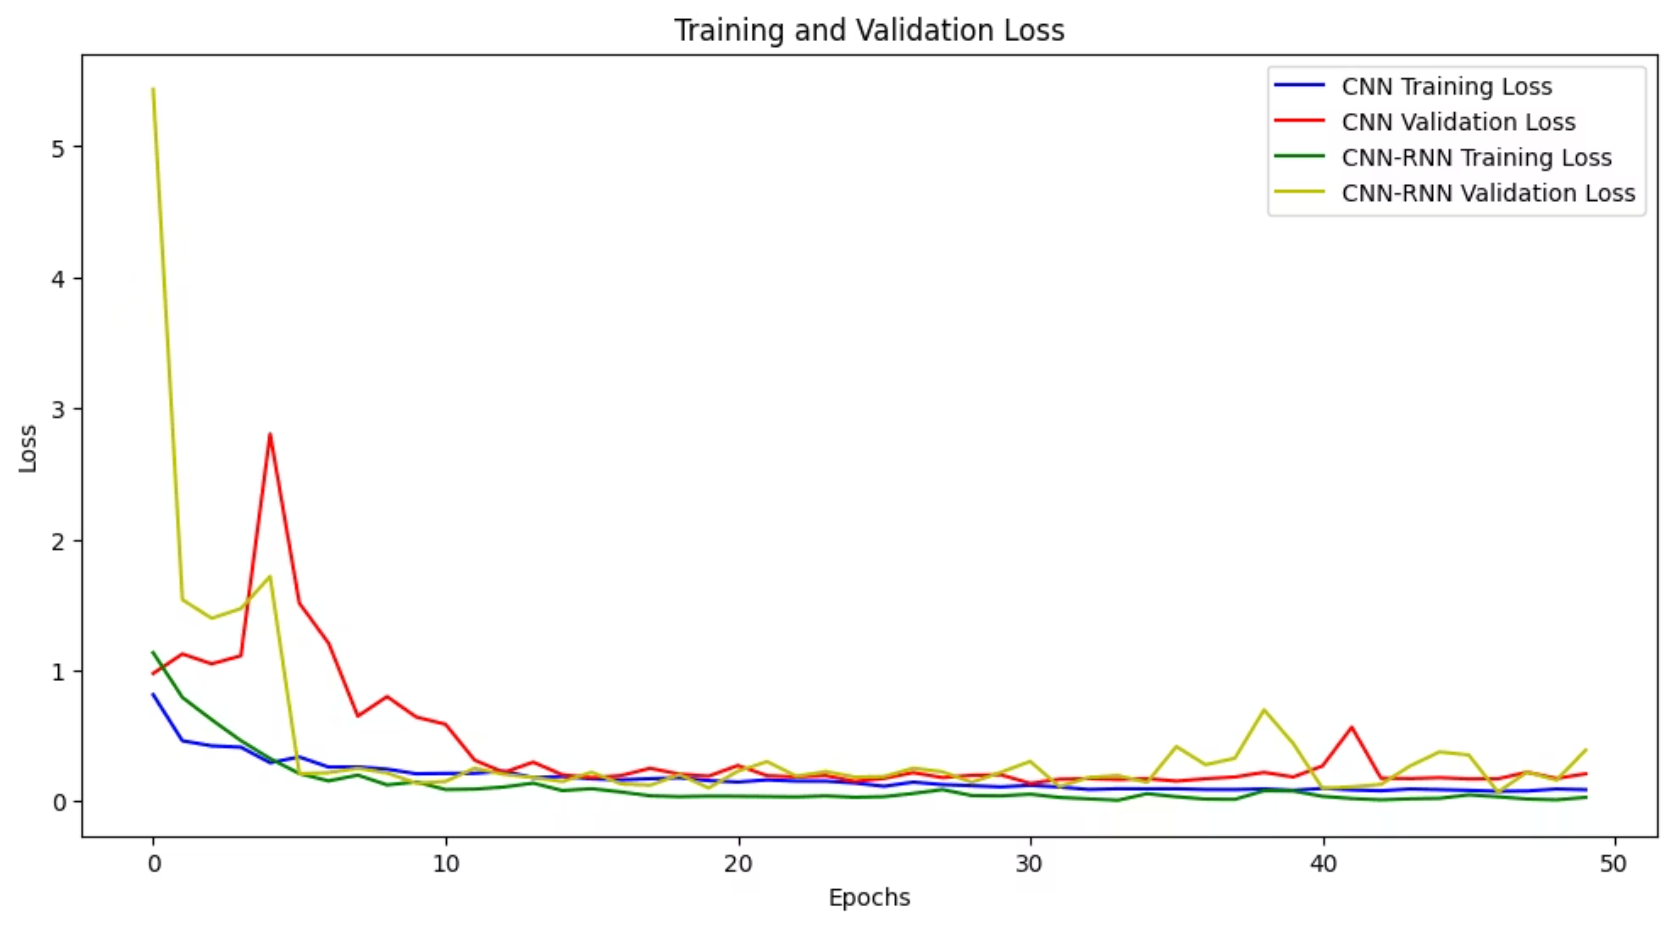 Training and Validation Loss
CNN Training Loss
CNN Validation Loss
CNN-RNN Training Loss
CNN-RNN Validation Loss
5
4
3
2
1
0
Loss
0 10 20 30 40 50
Epochs